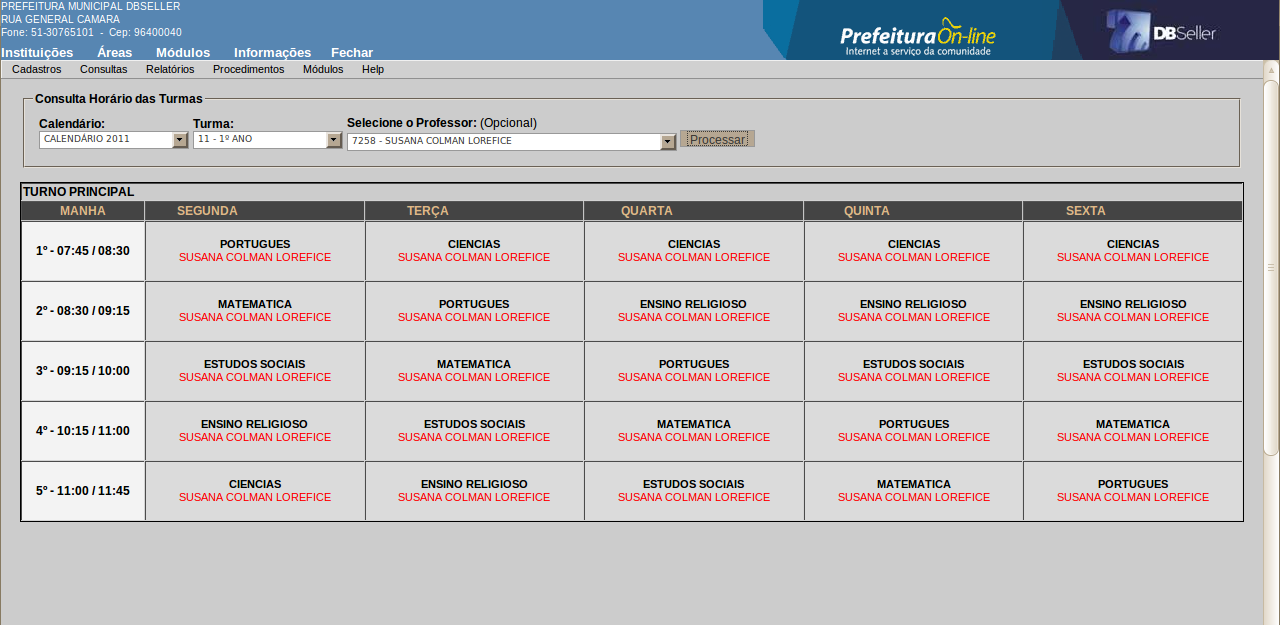 PREFEITURA MUNICIPAL DBSELLER
RUA GENERAL CAMARA
Fone: 51-30765101 - Cep: 96400040
Prefeitura On-line
Internet a serviço da comunidade
DBSeller
Instituições Áreas Módulos Informações Fechar
Cadastros Consultas Relatórios Procedimentos Módulos Help
Consulta Horário das Turmas
Calendário: Turma: Selecione o Professor: (Opcional)
CALENDÁRIO 2011 11 - 1º ANO 7258 - SUSANA COLMAN LOREFICE Processar
TURNO PRINCIPAL
MANHA SEGUNDA TERÇA QUARTA QUINTA SEXTA
PORTUGUES CIENCIAS CIENCIAS CIENCIAS CIENCIAS
1º - 07:45 / 08:30
SUSANA COLMAN LOREFICE SUSANA COLMAN LOREFICE SUSANA COLMAN LOREFICE SUSANA COLMAN LOREFICE SUSANA COLMAN LOREFICE
MATEMATICA PORTUGUES ENSINO RELIGIOSO ENSINO RELIGIOSO ENSINO RELIGIOSO
2º - 08:30 / 09:15
SUSANA COLMAN LOREFICE SUSANA COLMAN LOREFICE SUSANA COLMAN LOREFICE SUSANA COLMAN LOREFICE SUSANA COLMAN LOREFICE
ESTUDOS SOCIAIS MATEMATICA PORTUGUES ESTUDOS SOCIAIS ESTUDOS SOCIAIS
3º - 09:15 / 10:00
SUSANA COLMAN LOREFICE SUSANA COLMAN LOREFICE SUSANA COLMAN LOREFICE SUSANA COLMAN LOREFICE SUSANA COLMAN LOREFICE
ENSINO RELIGIOSO ESTUDOS SOCIAIS MATEMATICA PORTUGUES MATEMATICA
4º - 10:15 / 11:00
SUSANA COLMAN LOREFICE SUSANA COLMAN LOREFICE SUSANA COLMAN LOREFICE SUSANA COLMAN LOREFICE SUSANA COLMAN LOREFICE
CIENCIAS ENSINO RELIGIOSO ESTUDOS SOCIAIS MATEMATICA PORTUGUES
5º - 11:00 / 11:45
SUSANA COLMAN LOREFICE SUSANA COLMAN LOREFICE SUSANA COLMAN LOREFICE SUSANA COLMAN LOREFICE SUSANA COLMAN LOREFICE